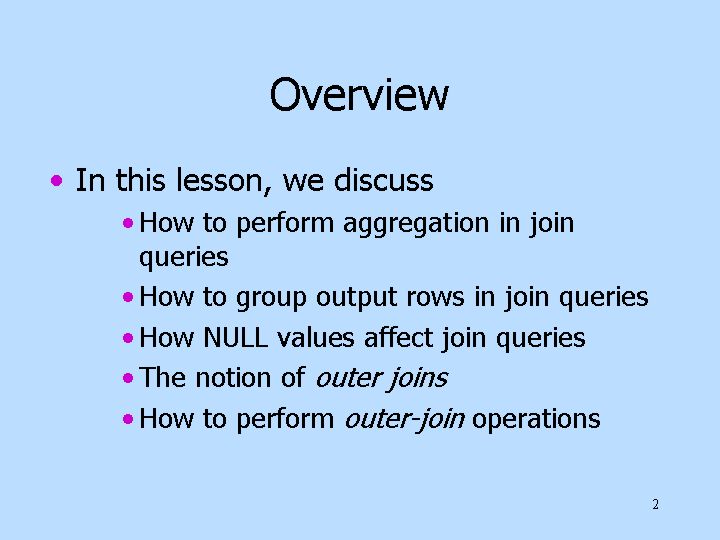 Overview
• In this lesson, we discuss
• How to perform aggregation in join
queries
• How to group output rows in join queries
• How NULL values affect join queries
• The notion of outer joins
• How to perform outer-join operations
2